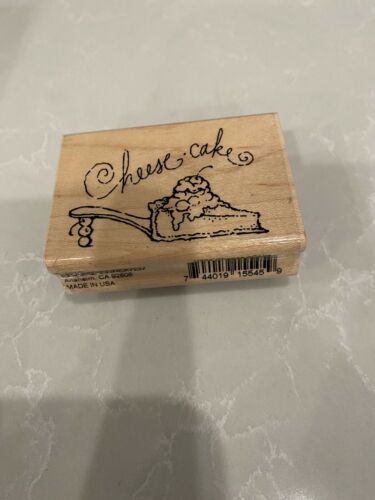 Cheese·cake
Anaheim, CA 92806
MADE IN USA
7 44019 15545 9